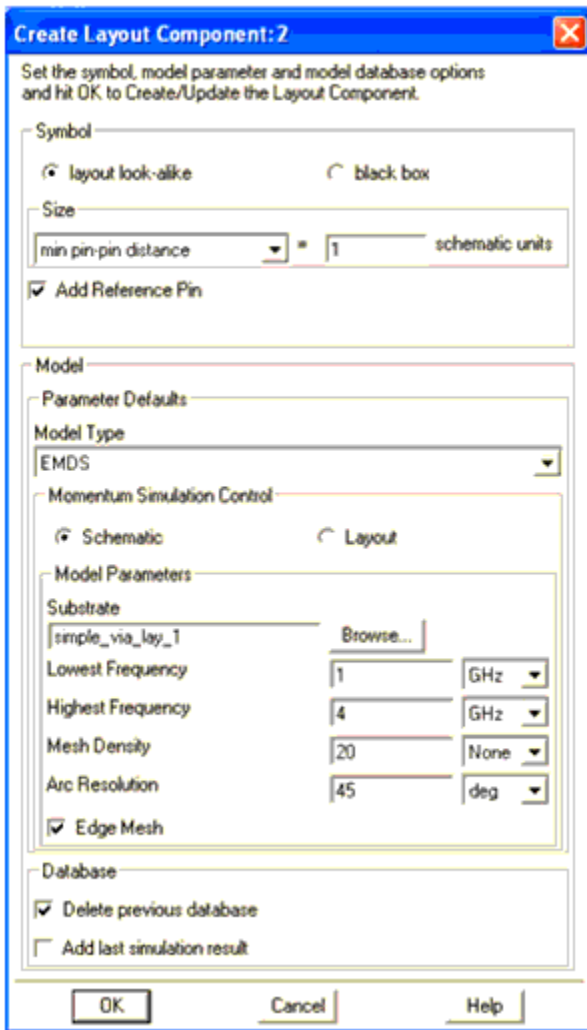 Create Layout Component:2
Set the symbol, model parameter and model database options
and hit OK to Create/Update the Layout Component.
Symbol
layout look-alike black box
Size
min pin-pin distance = 1 schematic units
Add Reference Pin
Model
Parameter Defaults
Model Type
EMDS
Momentum Simulation Control
Schematic Layout
Model Parameters
Substrate
simple_via_lay_1 Browse...
Lowest Frequency 1 GHz
Highest Frequency 4 GHz
Mesh Density 20 None
Arc Resolution 45 deg
Edge Mesh
Database
Delete previous database
Add last simulation result
OK Cancel Help